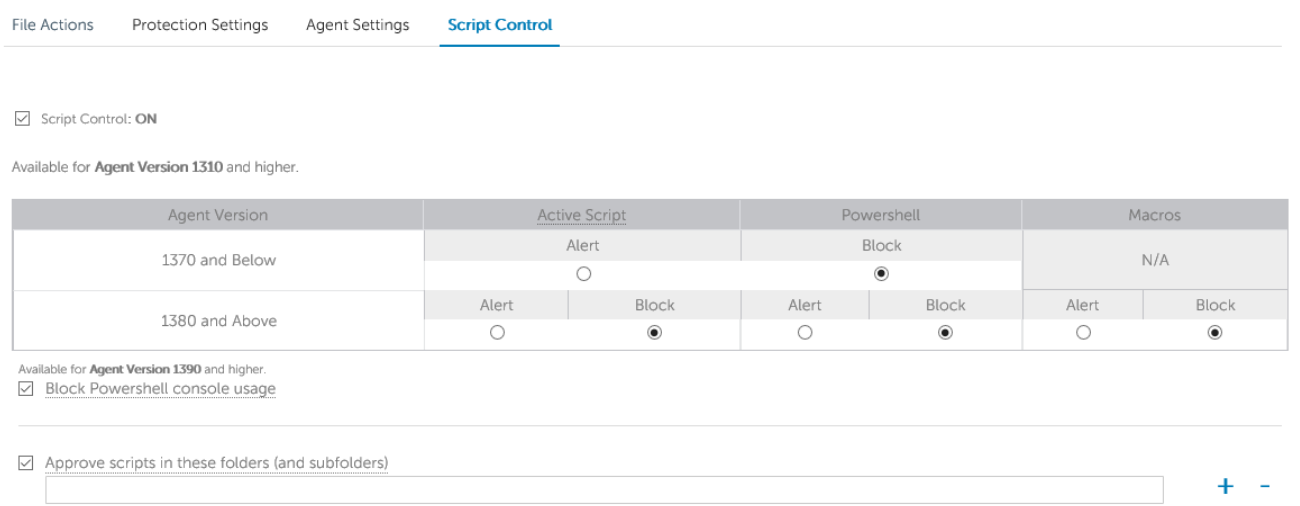 File Actions Protection Settings Agent Settings Script Control
Script Control: ON
Available for Agent Version 1310 and higher.
Agent Version Active Script Powershell Macros
1370 and Below Alert Block N/A
1380 and Above Alert Block Alert Block Alert Block
Available for Agent Version 1390 and higher.
Block Powershell console usage
Approve scripts in these folders (and subfolders)
+ -